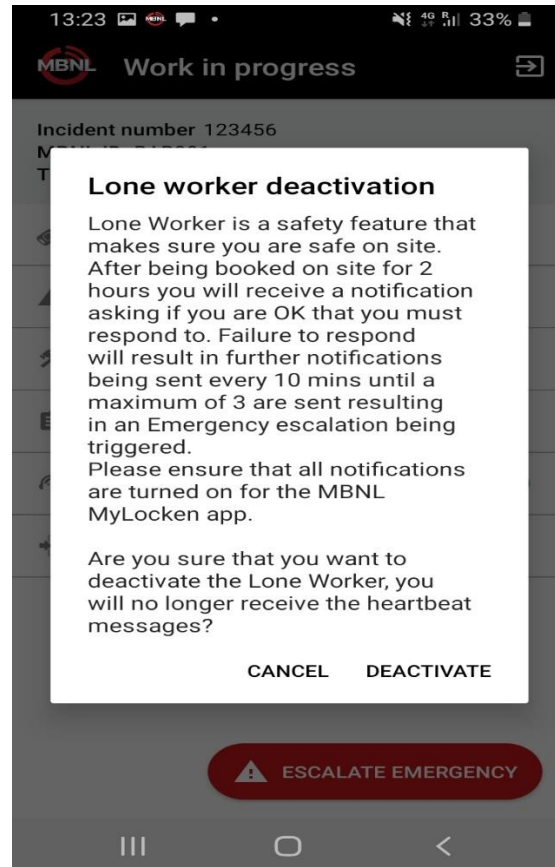 13:23 4G R 33%
MBNL Work in progress
Incident number 123456
Lone worker deactivation
Lone Worker is a safety feature that
makes sure you are safe on site.
After being booked on site for 2
hours you will receive a notification
asking if you are OK that you must
respond to. Failure to respond
will result in further notifications
being sent every 10 mins until a
maximum of 3 are sent resulting
in an Emergency escalation being
triggered.
Please ensure that all notifications
are turned on for the MBNL
MyLocken app.
Are you sure that you want to
deactivate the Lone Worker, you
will no longer receive the heartbeat
messages?
CANCEL DEACTIVATE
ESCALATE EMERGENCY